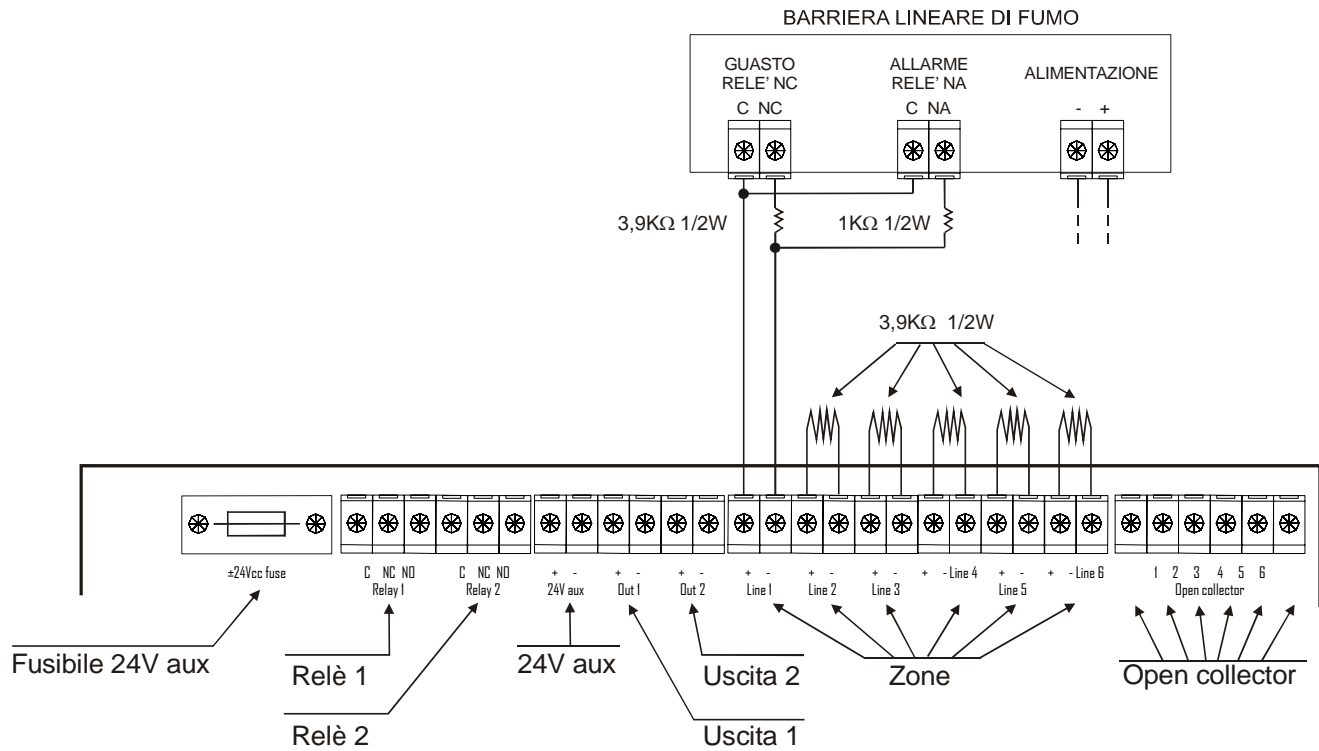 BARRIERA LINEARE DI FUMO
GUASTO
RELE' NC
C NC
ALLARME
RELE' NA
C NA
ALIMENTAZIONE
- +
3,9KΩ 1/2W
1KΩ 1/2W
3,9KΩ 1/2W
±24Vcc fuse
C NC NO
Relay 1
C NC NO
Relay 2
+ -
24V aux
+ -
Out 1
+ -
Out 2
+ -
Line 1
+ -
Line 2
+ -
Line 3
+ - Line 4
+ -
Line 5
+ - Line 6
1 2 3 4 5 6
Open collector
Fusibile 24V aux
Relè 1
Relè 2
24V aux
Uscita 2
Uscita 1
Zone
Open collector